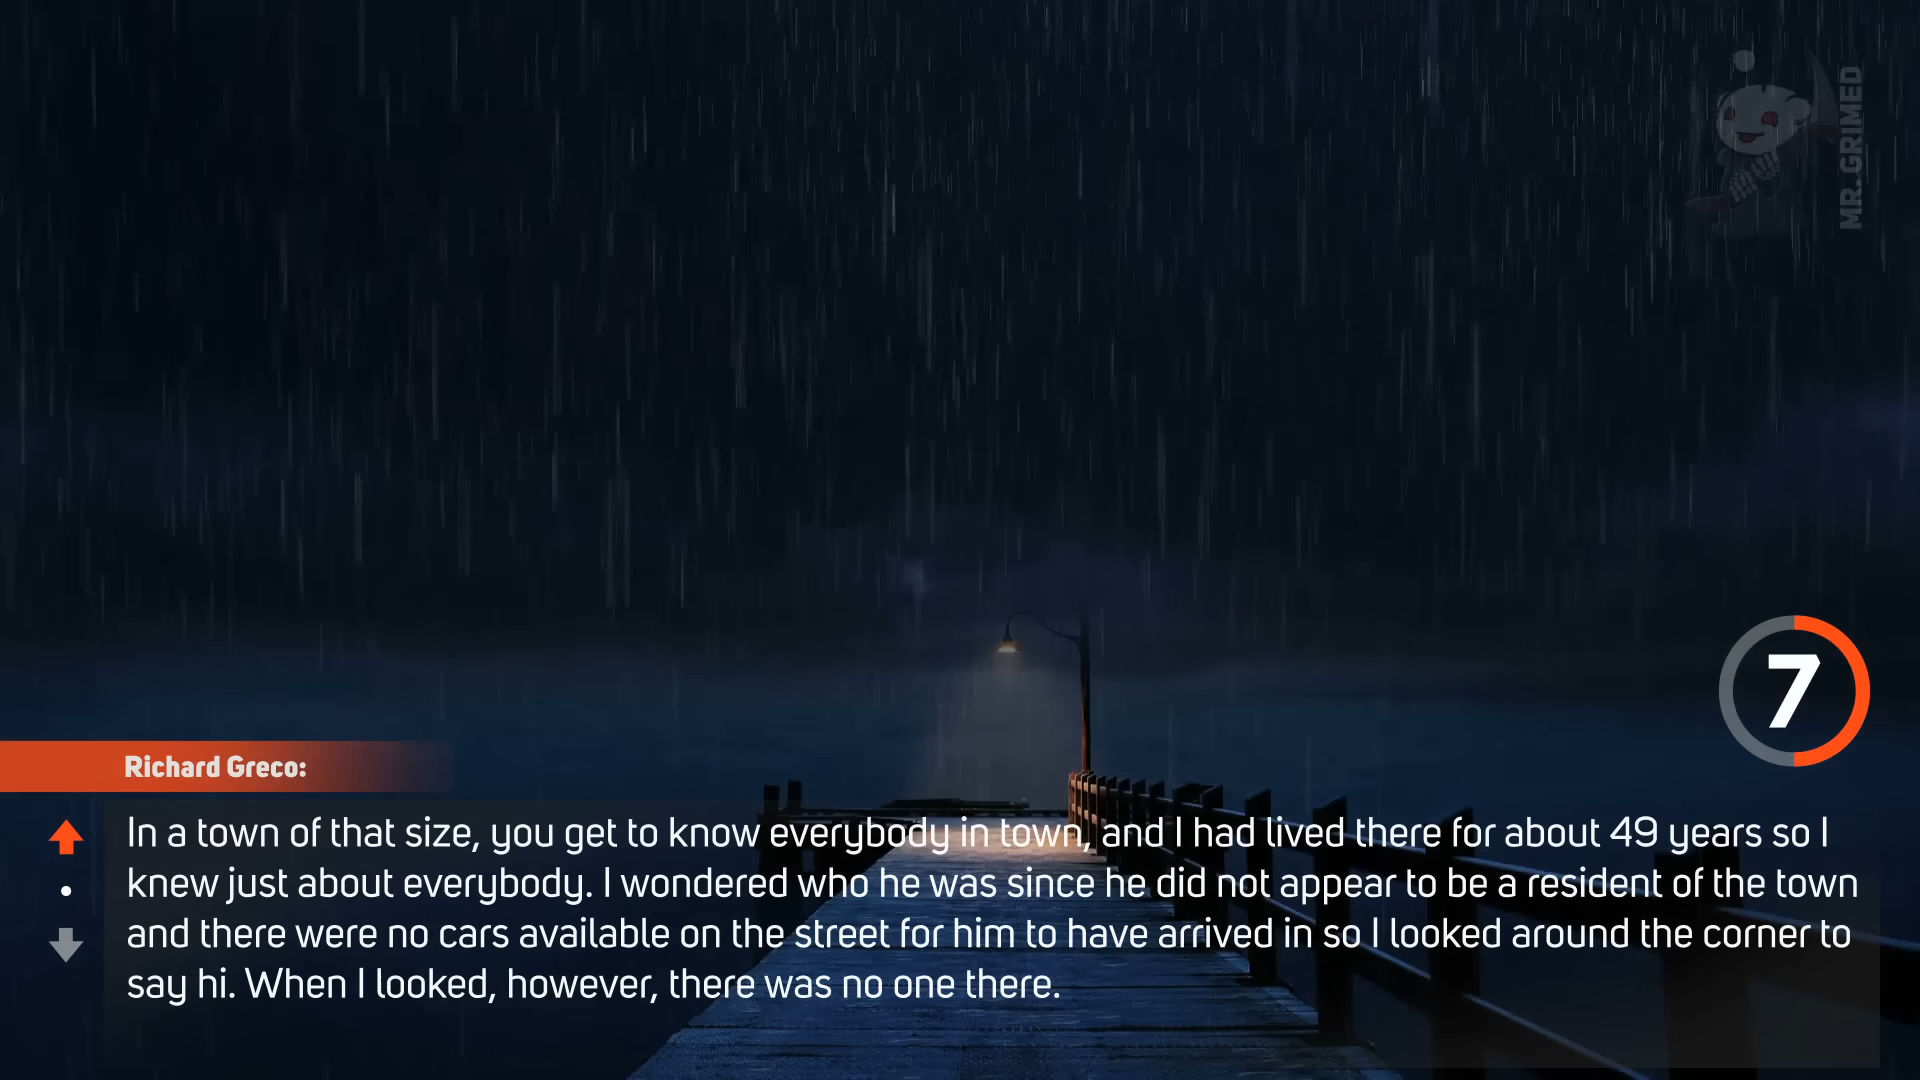 MR. GRIMED
7
Richard Greco:
In a town of that size, you get to know everybody in town, and I had lived there for about 49 years so I
knew just about everybody. I wondered who he was since he did not appear to be a resident of the town
and there were no cars available on the street for him to have arrived in so I looked around the corner to
say hi. When I looked, however, there was no one there.